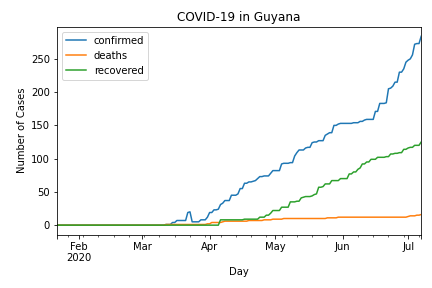 COVID-19 in Guyana
confirmed
deaths
recovered
Number of Cases
250
200
150
100
50
0
Feb Mar Apr May Jun Jul
2020
Day